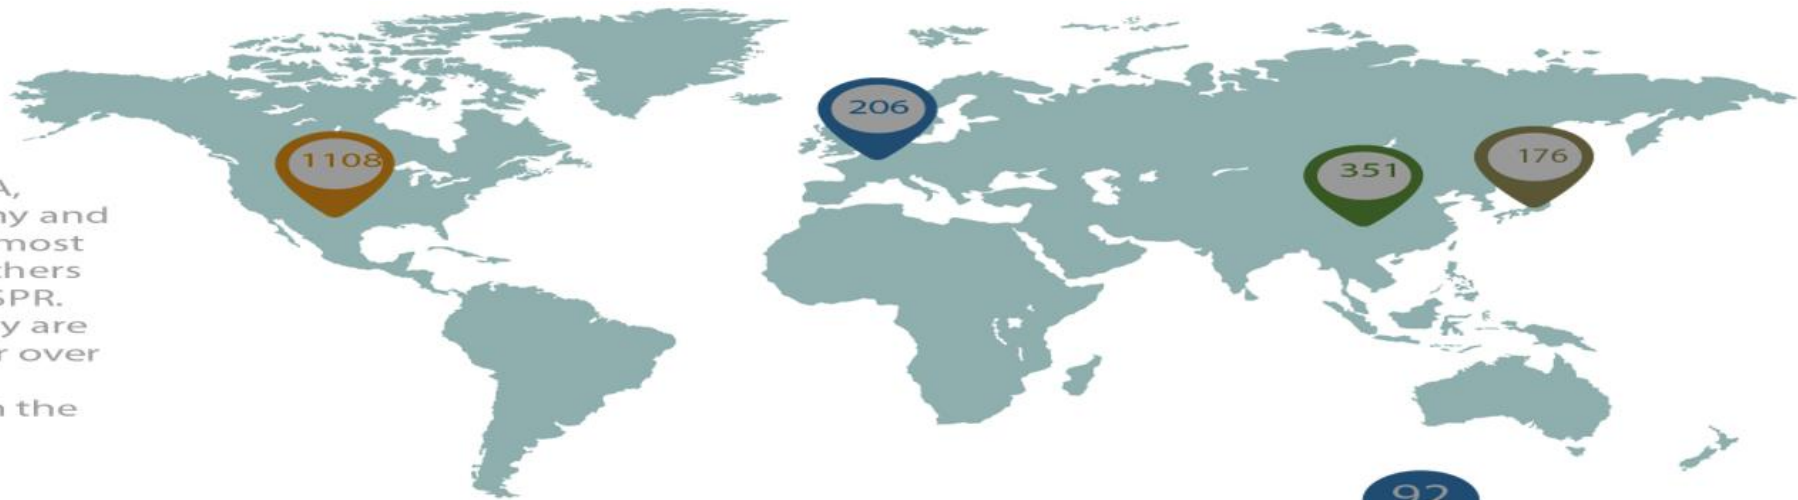 1108
206
351
176
A,
ny and
most
thers
SPR.
y are
r over
n the
92